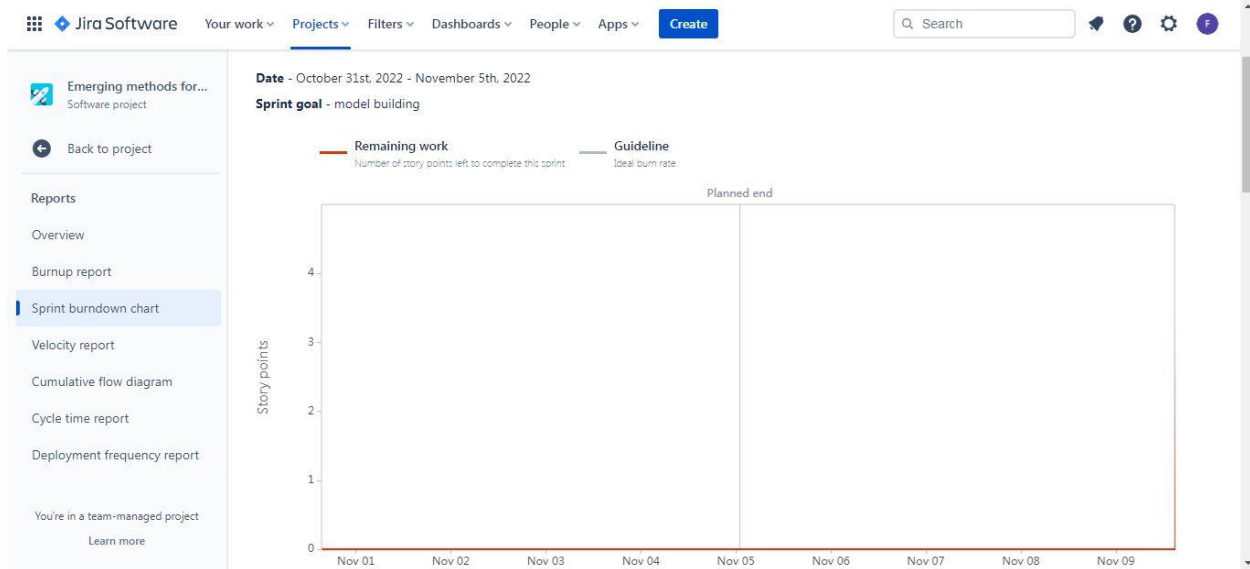 Jira Software Your work Projects Filters Dashboards People Apps Create Search F
Emerging methods for...
Software project
Back to project
Reports
Overview
Burnup report
Sprint burndown chart
Velocity report
Cumulative flow diagram
Cycle time report
Deployment frequency report
You're in a team-managed project
Learn more
Date - October 31st, 2022 - November 5th, 2022
Sprint goal - model building
Remaining work
Number of story points left to complete this sprint
Guideline
Ideal burn rate
Planned end
Story points
4
3
2
1
0
Nov 01 Nov 02 Nov 03 Nov 04 Nov 05 Nov 06 Nov 07 Nov 08 Nov 09